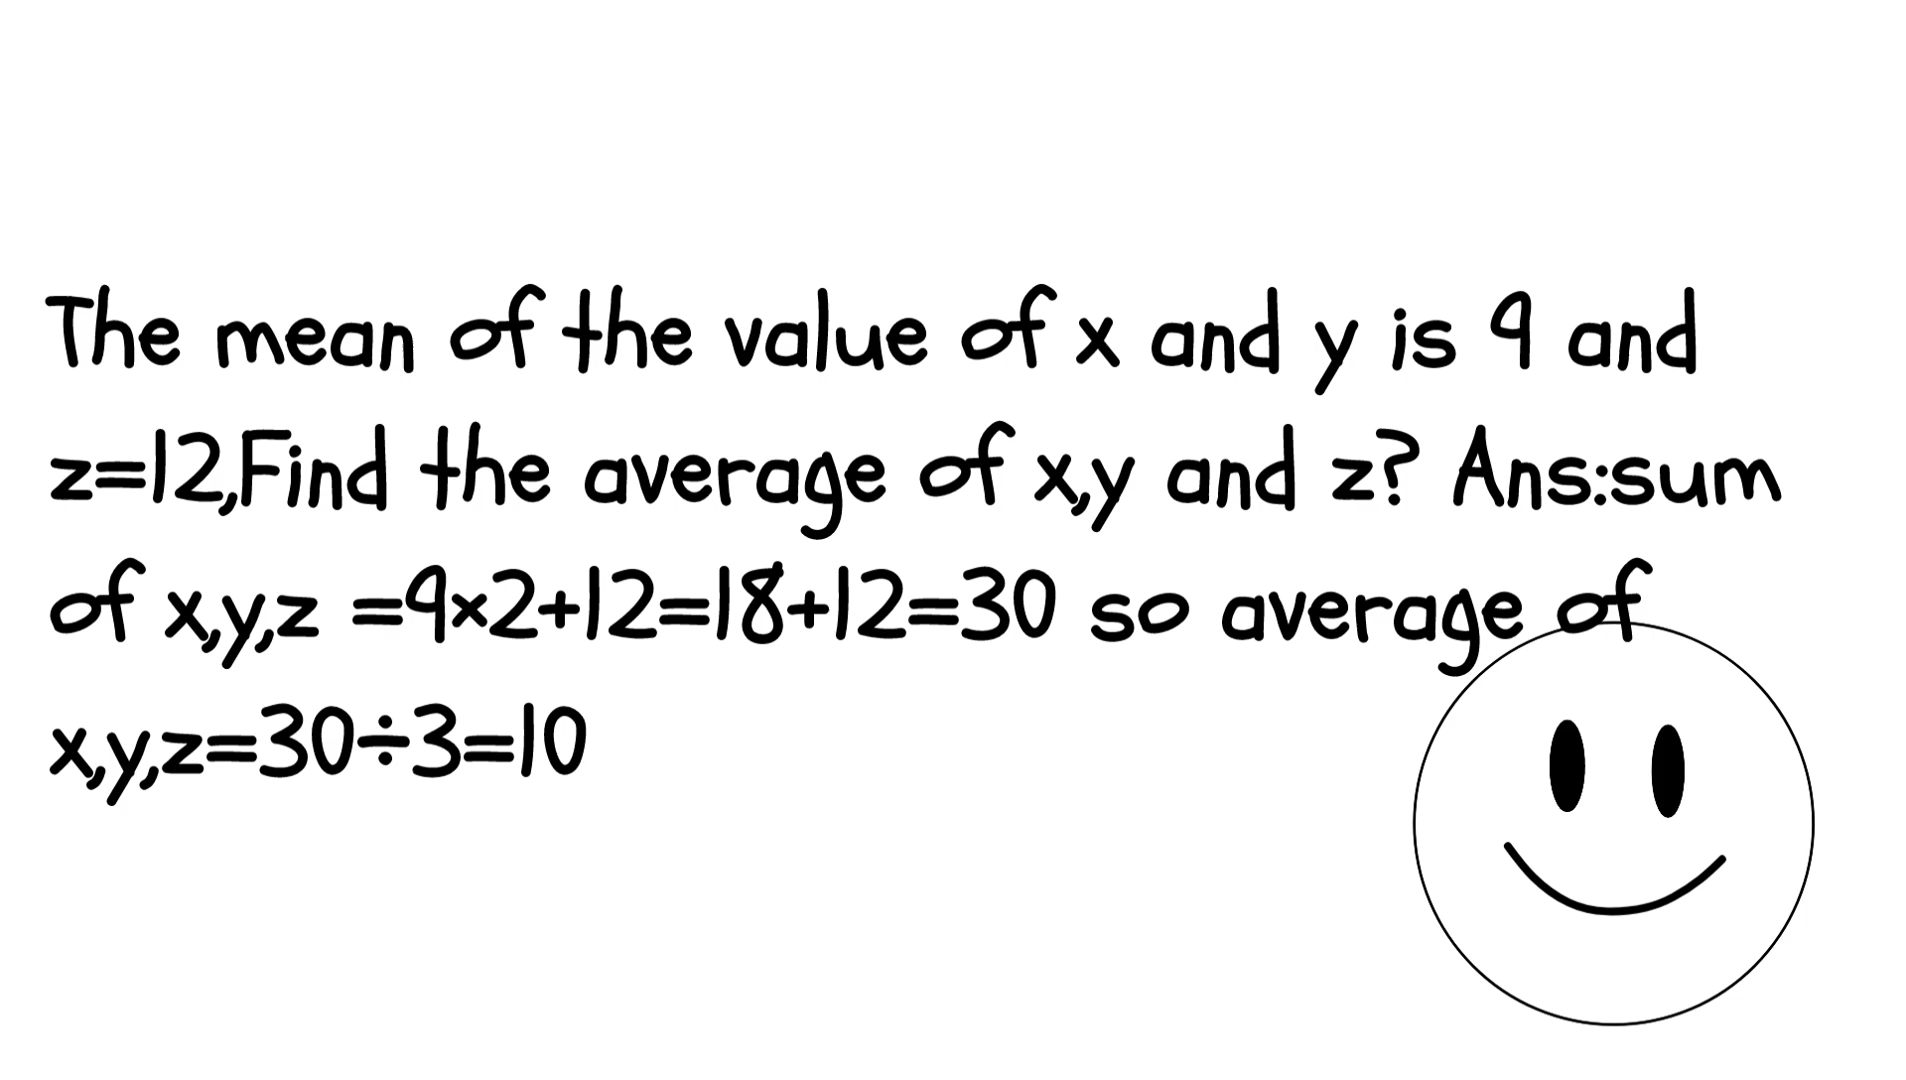 The mean of the value of x and y is 9 and
z=12,Find the average of x,y and z? Ans:sum
of x,y,z =9×2+12=18+12=30 so average of
x,y,z=30÷3=10